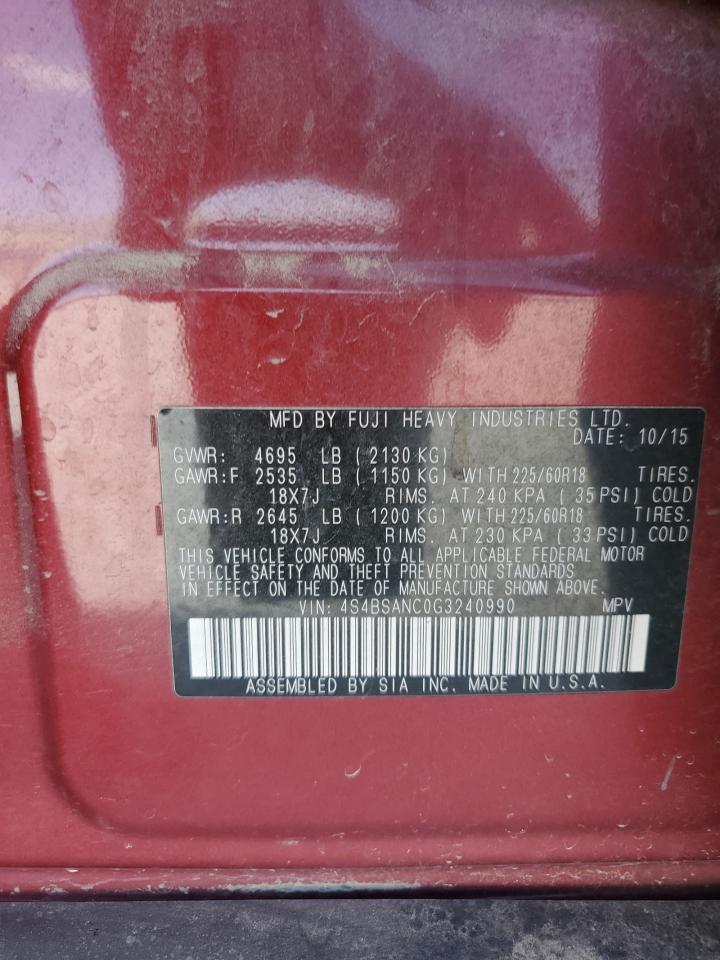 MFD BY FUJI HEAVY INDUSTRIES LTD.
DATE: 10/15
GVWR: 4695 LB (2130 KG)
GAWR:F 2535 LB (1150 KG) WITH 225/60R18 TIRES.
18X7J RIMS. AT 240 KPA (35 PSI) COLD
GAWR:R 2645 LB (1200 KG) WITH 225/60R18 TIRES.
18X7J RIMS. AT 230 KPA (33 PSI) COLD
THIS VEHICLE CONFORMS TO ALL APPLICABLE FEDERAL MOTOR
VEHICLE SAFETY AND THEFT PREVENTION STANDARDS
IN EFFECT ON THE DATE OF MANUFACTURE SHOWN ABOVE.
VIN: 4S4BSANC0G3240990 MPV
ASSEMBLED BY SIA INC. MADE IN U.S.A.